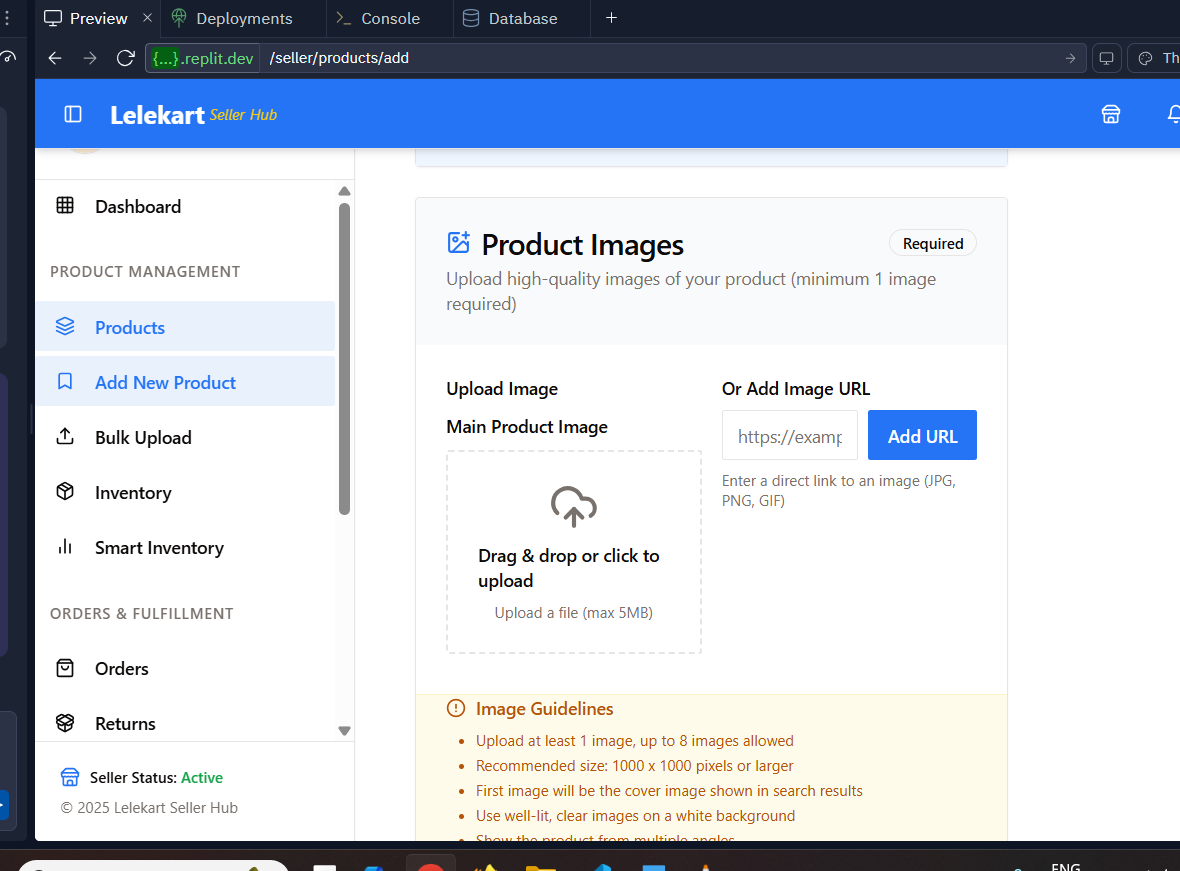 Preview
Deployments
Console
Database
{...}.replit.dev /seller/products/add
Lelekart Seller Hub
Dashboard
PRODUCT MANAGEMENT
Products
Add New Product
Bulk Upload
Inventory
Smart Inventory
ORDERS & FULFILLMENT
Orders
Returns
Seller Status: Active
© 2025 Lelekart Seller Hub
Product Images
Required
Upload high-quality images of your product (minimum 1 image
required)
Upload Image
Main Product Image
Drag & drop or click to
upload
Upload a file (max 5MB)
Or Add Image URL
https://examp
Add URL
Enter a direct link to an image (JPG,
PNG, GIF)
Image Guidelines
Upload at least 1 image, up to 8 images allowed
Recommended size: 1000 x 1000 pixels or larger
First image will be the cover image shown in search results
Use well-lit, clear images on a white background
Show the product from multiple angles
ENG